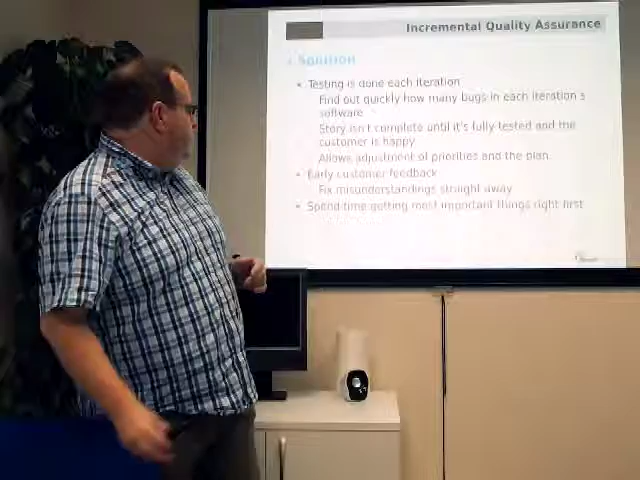 Incremental Quality Assurance
Solution
• Testing is done each iteration
Find out quickly how many bugs in each iteration s
software
Story isn t complete until it's fully tested and the
customer is happy
Allows adjustment of priorities and the plan
• Early customer feedback
Fix misunderstandings straight away
• Spend time getting most important things right first